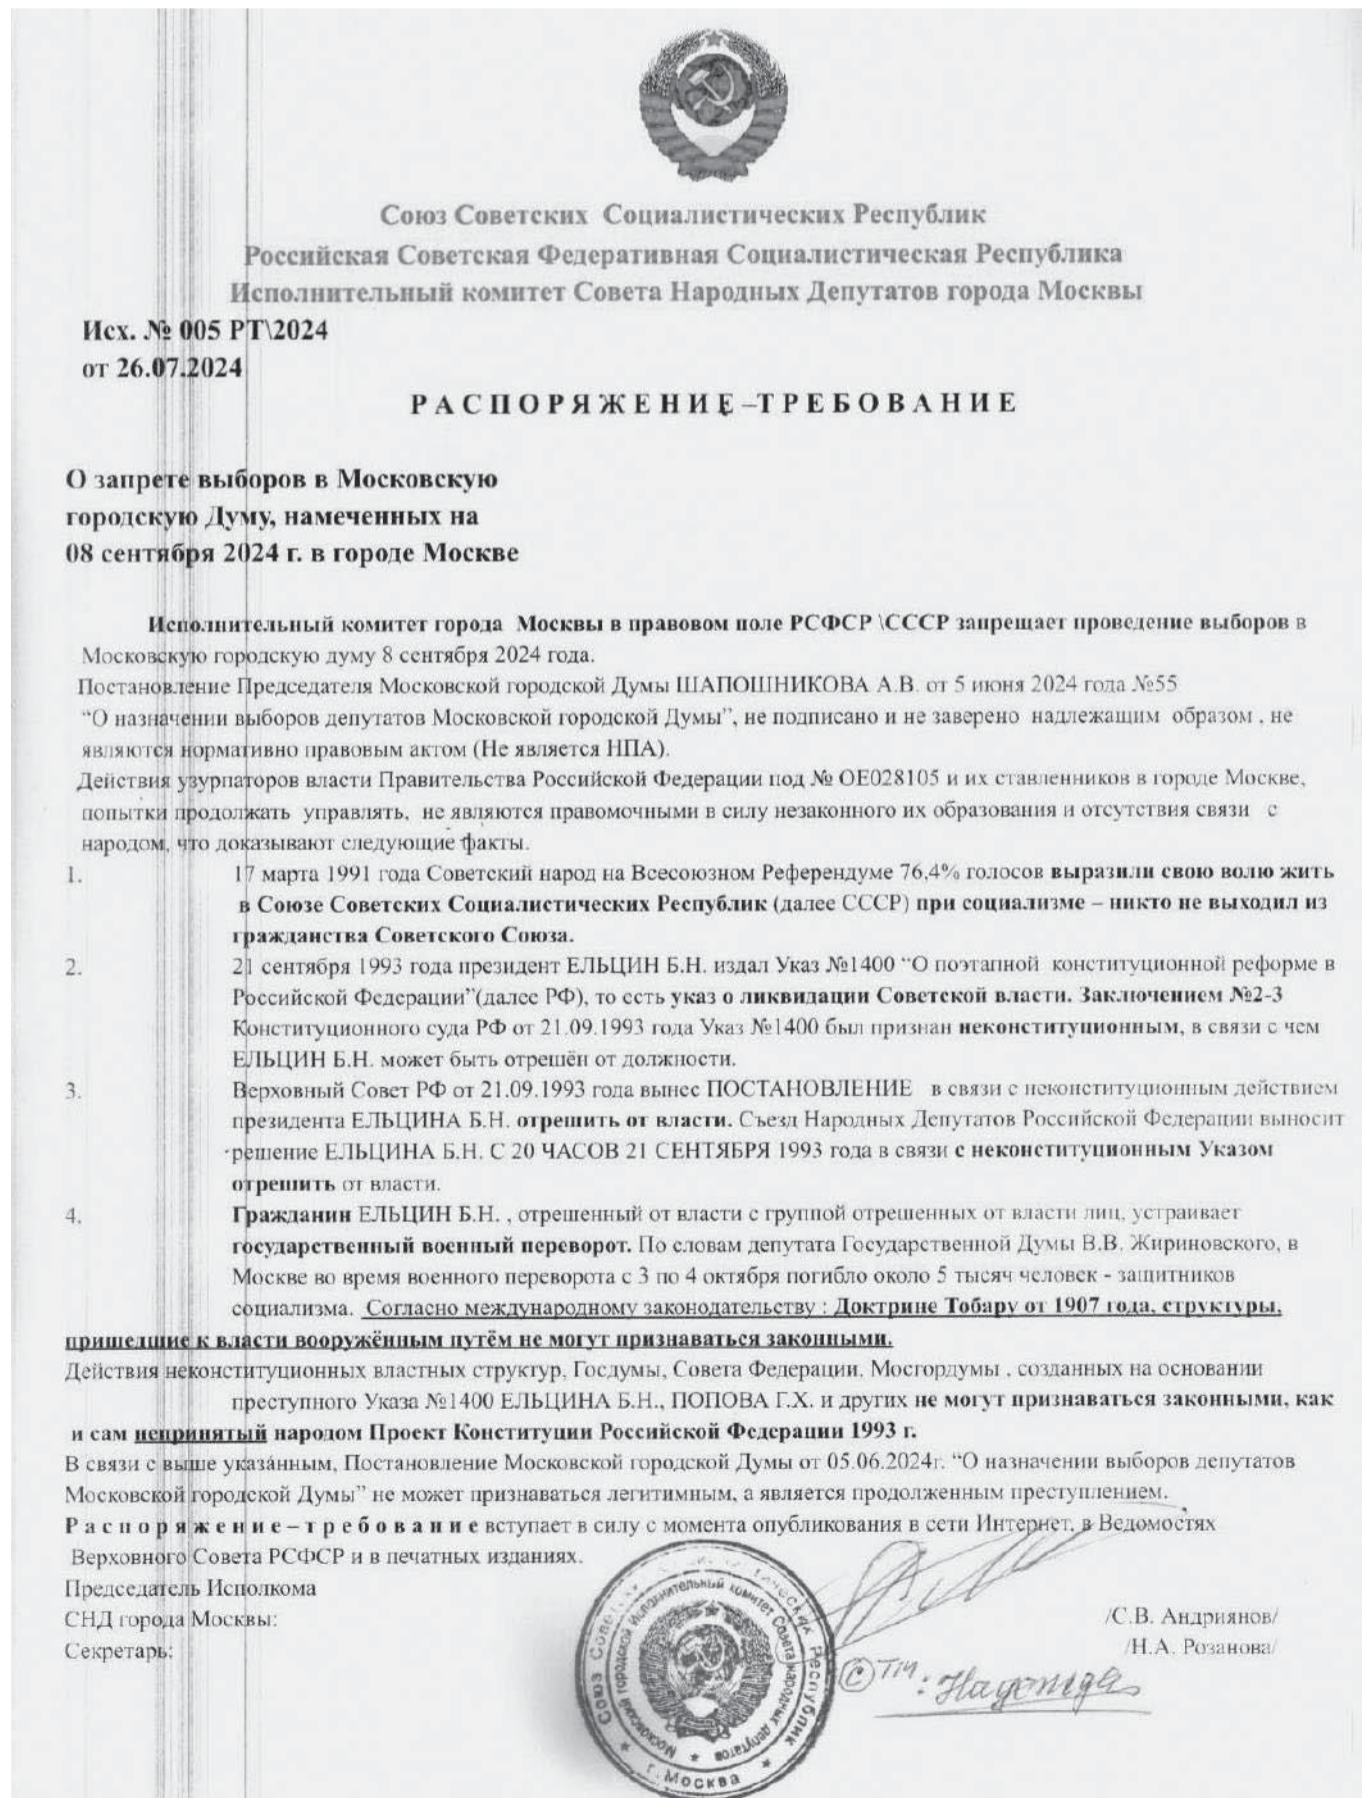 Союз Советских Социалистических Республик
Российская Советская Федеративная Социалистическая Республика
Исполнительный комитет Совета Народных Депутатов города Москвы
Исх. № 005 РТ\2024
от 26.07.2024
Р А С П О Р Я Ж Е Н И Е –Т Р Е Б О В А Н И Е
О запрете выборов в Московскую
городскую Думу, намеченных на
08 сентября 2024 г. в городе Москве
Исполнительный комитет города Москвы в правовом поле РСФСР \СССР запрещает проведение выборов в
Московскую городскую думу 8 сентября 2024 года.
Постановление Председателя Московской городской Думы ШАПОШНИКОВА А.В. от 5 июня 2024 года №55
“О назначении выборов депутатов Московской городской Думы”, не подписано и не заверено надлежащим образом , не
являются нормативно правовым актом (Не является НПА).
Действия узурпаторов власти Правительства Российской Федерации под № ОЕ028105 и их ставленников в городе Москве,
попытки продолжать управлять, не являются правомочными в силу незаконного их образования и отсутствия связи с
народом, что доказывают следующие факты.
1. 17 марта 1991 года Советский народ на Всесоюзном Референдуме 76,4% голосов выразили свою волю жить
в Союзе Советских Социалистических Республик (далее СССР) при социализме – никто не выходил из
гражданства Советского Союза.
2. 21 сентября 1993 года президент ЕЛЬЦИН Б.Н. издал Указ №1400 “О поэтапной конституционной реформе в
Российской Федерации”(далее РФ), то есть указ о ликвидации Советской власти. Заключением №2-3
Конституционного суда РФ от 21.09.1993 года Указ №1400 был признан неконституционным, в связи с чем
ЕЛЬЦИН Б.Н. может быть отрешён от должности.
3. Верховный Совет РФ от 21.09.1993 года вынес ПОСТАНОВЛЕНИЕ в связи с неконституционным действием
президента ЕЛЬЦИНА Б.Н. отрешить от власти. Съезд Народных Депутатов Российской Федерации выносит
решение ЕЛЬЦИНА Б.Н. С 20 ЧАСОВ 21 СЕНТЯБРЯ 1993 года в связи с неконституционным Указом
отрешить от власти.
4. Гражданин ЕЛЬЦИН Б.Н. , отрешенный от власти с группой отрешенных от власти лиц, устраивает
государственный военный переворот. По словам депутата Государственной Думы В.В. Жириновского, в
Москве во время военного переворота с 3 по 4 октября погибло около 5 тысяч человек - защитников
социализма. Согласно международному законодательству : Доктрине Тобару от 1907 года, структуры,
пришедшие к власти вооружённым путём не могут признаваться законными.
Действия неконституционных властных структур, Госдумы, Совета Федерации, Мосгордумы , созданных на основании
преступного Указа №1400 ЕЛЬЦИНА Б.Н., ПОПОВА Г.Х. и других не могут признаваться законными, как
и сам непринятый народом Проект Конституции Российской Федерации 1993 г.
В связи с выше указанным, Постановление Московской городской Думы от 05.06.2024г. “О назначении выборов депутатов
Московской городской Думы” не может признаваться легитимным, а является продолженным преступлением.
Р а с п о р я ж е н и е – т р е б о в а н и е вступает в силу с момента опубликования в сети Интернет, в Ведомостях
Верховного Совета РСФСР и в печатных изданиях.
Председатель Исполкома
СНД города Москвы: /С.В. Андриянов/
Секретарь: /Н.А. Розанова/
© ТМ: Надежда
Московский городской Исполнительный комитет Совета народных депутатов
г. Москва